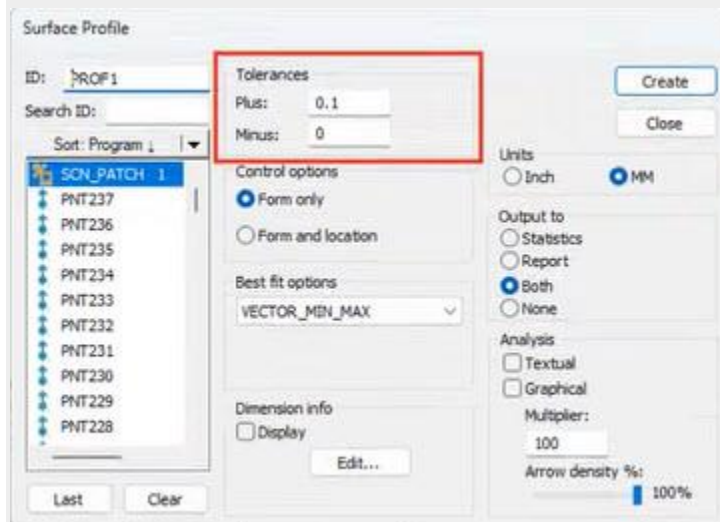 Surface Profile
ID: PROF1
Search ID:
Sort: Program ↓
SCN_PATCH 1
PNT237
PNT236
PNT235
PNT234
PNT233
PNT232
PNT231
PNT230
PNT229
PNT228
Last Clear
Tolerances
Plus: 0.1
Minus: 0
Control options
Form only
Form and location
Best fit options
VECTOR_MIN_MAX
Dimension info
Display
Edit...
Create
Close
Units
Inch MM
Output to
Statistics
Report
Both
None
Analysis
Textual
Graphical
Multiplier:
100
Arrow density %:
100%